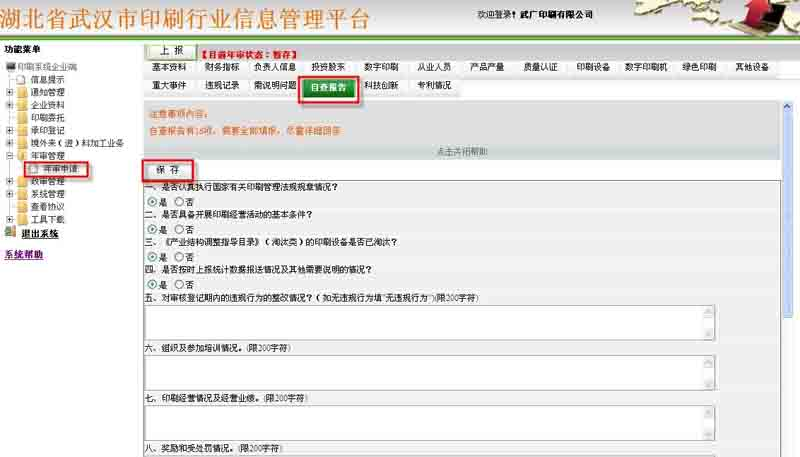 湖北省武汉市印刷行业信息管理平台
欢迎登录！武广印刷有限公司
功能菜单
印刷系统企业端
信息提示
通知管理
企业资料
印刷委托
承印登记
境外来(进)料加工业务
年审管理
年审申请
政审管理
系统管理
查看协议
工具下载
退出系统
系统帮助
上 报 【目前年审状态：暂存】
基本资料 财务指标 负责人信息 投资股东 数字印刷 从业人员 产品产量 质量认证 印刷设备 数字印刷机 绿色印刷 其他设备
重大事件 违规记录 需说明问题 自查报告 科技创新 专利情况
注意事项内容：
自查报告有16项，需要全部填报，尽量详细回答
点击关闭帮助
保 存
一、是否认真执行国家有关印刷管理法规规章情况？
是 否
二、是否具备开展印刷经营活动的基本条件？
是 否
三、《产业结构调整指导目录》（淘汰类）的印刷设备是否已淘汰？
是 否
四、是否按时上报统计数据报送情况及其他需要说明的情况？
是 否
五、对审核登记期内的违规行为的整改情况？（如无违规行为填"无违规行为")(限200字符)
六、组织及参加培训情况。(限200字符)
七、印刷经营情况及经营业绩。(限200字符)
八、奖励和受处罚情况。(限200字符)